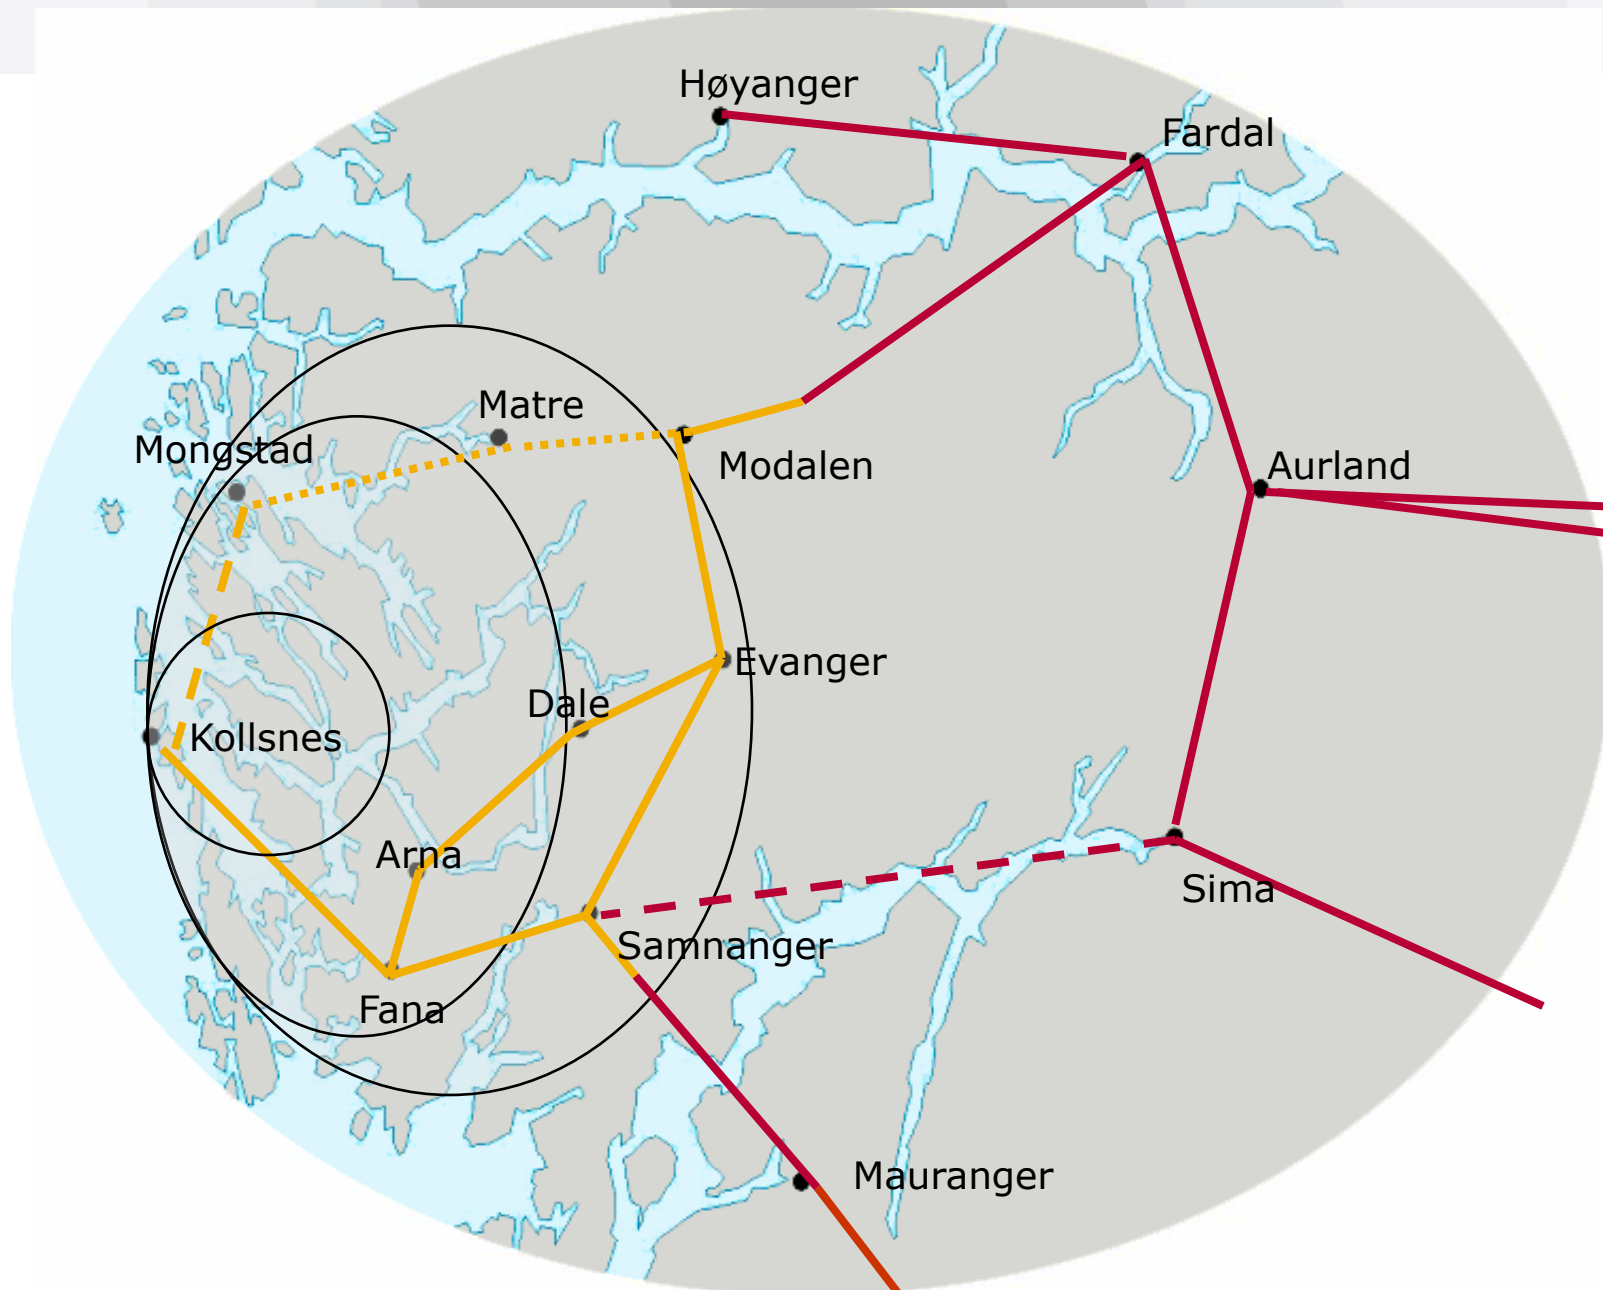 Høyanger
Fardal
Matre
Mongstad
Modalen
Aurland
Evanger
Dale
Kollsnes
Arna
Sima
Samnanger
Fana
Mauranger